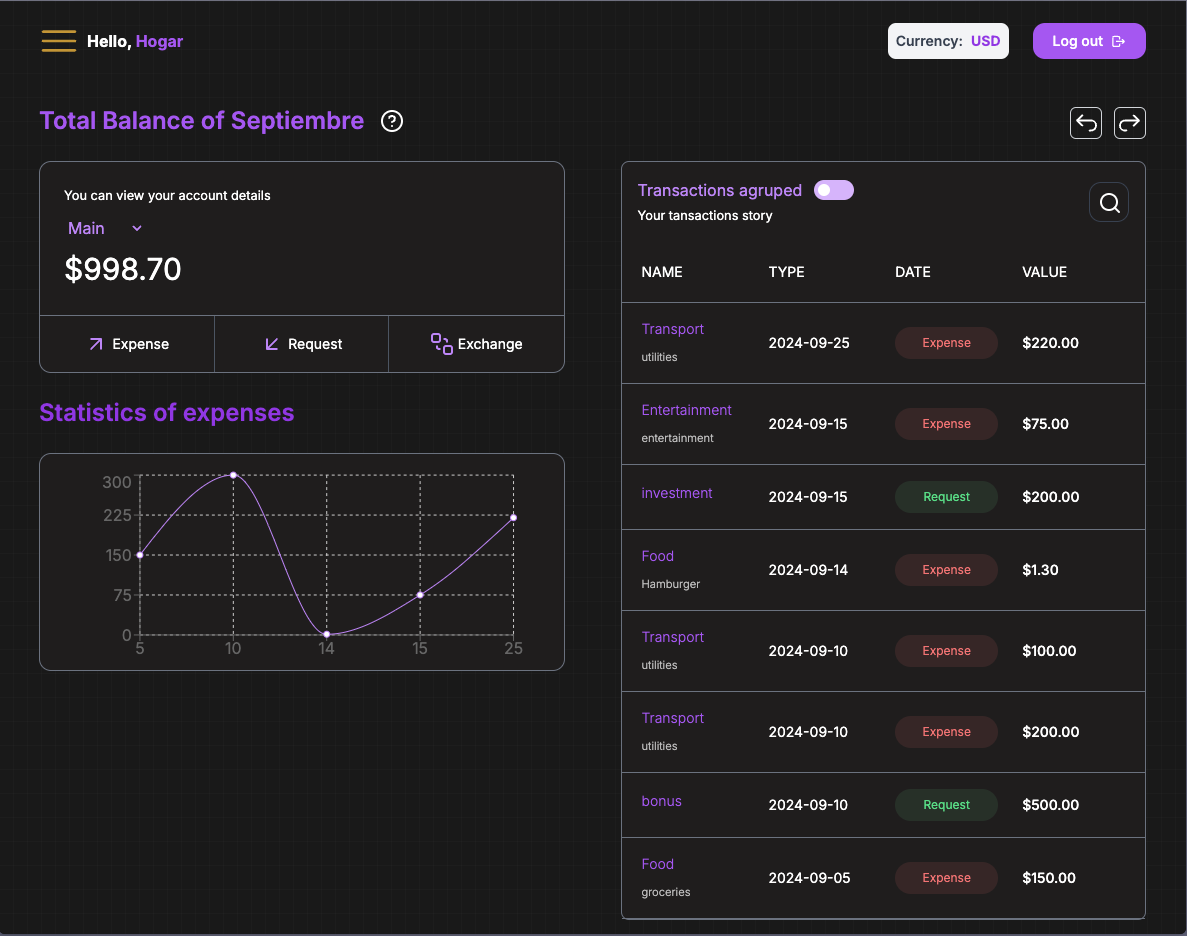 Hello, Hogar
Currency: USD
Log out
Total Balance of Septiembre
You can view your account details
Main
$998.70
Expense
Request
Exchange
Statistics of expenses
300
225
150
75
0
5 10 14 15 25
Transactions agruped
Your tansactions story
NAME TYPE DATE VALUE
Transport
utilities
2024-09-25 Expense $220.00
Entertainment
entertainment
2024-09-15 Expense $75.00
investment
2024-09-15 Request $200.00
Food
Hamburger
2024-09-14 Expense $1.30
Transport
utilities
2024-09-10 Expense $100.00
Transport
utilities
2024-09-10 Expense $200.00
bonus
2024-09-10 Request $500.00
Food
groceries
2024-09-05 Expense $150.00